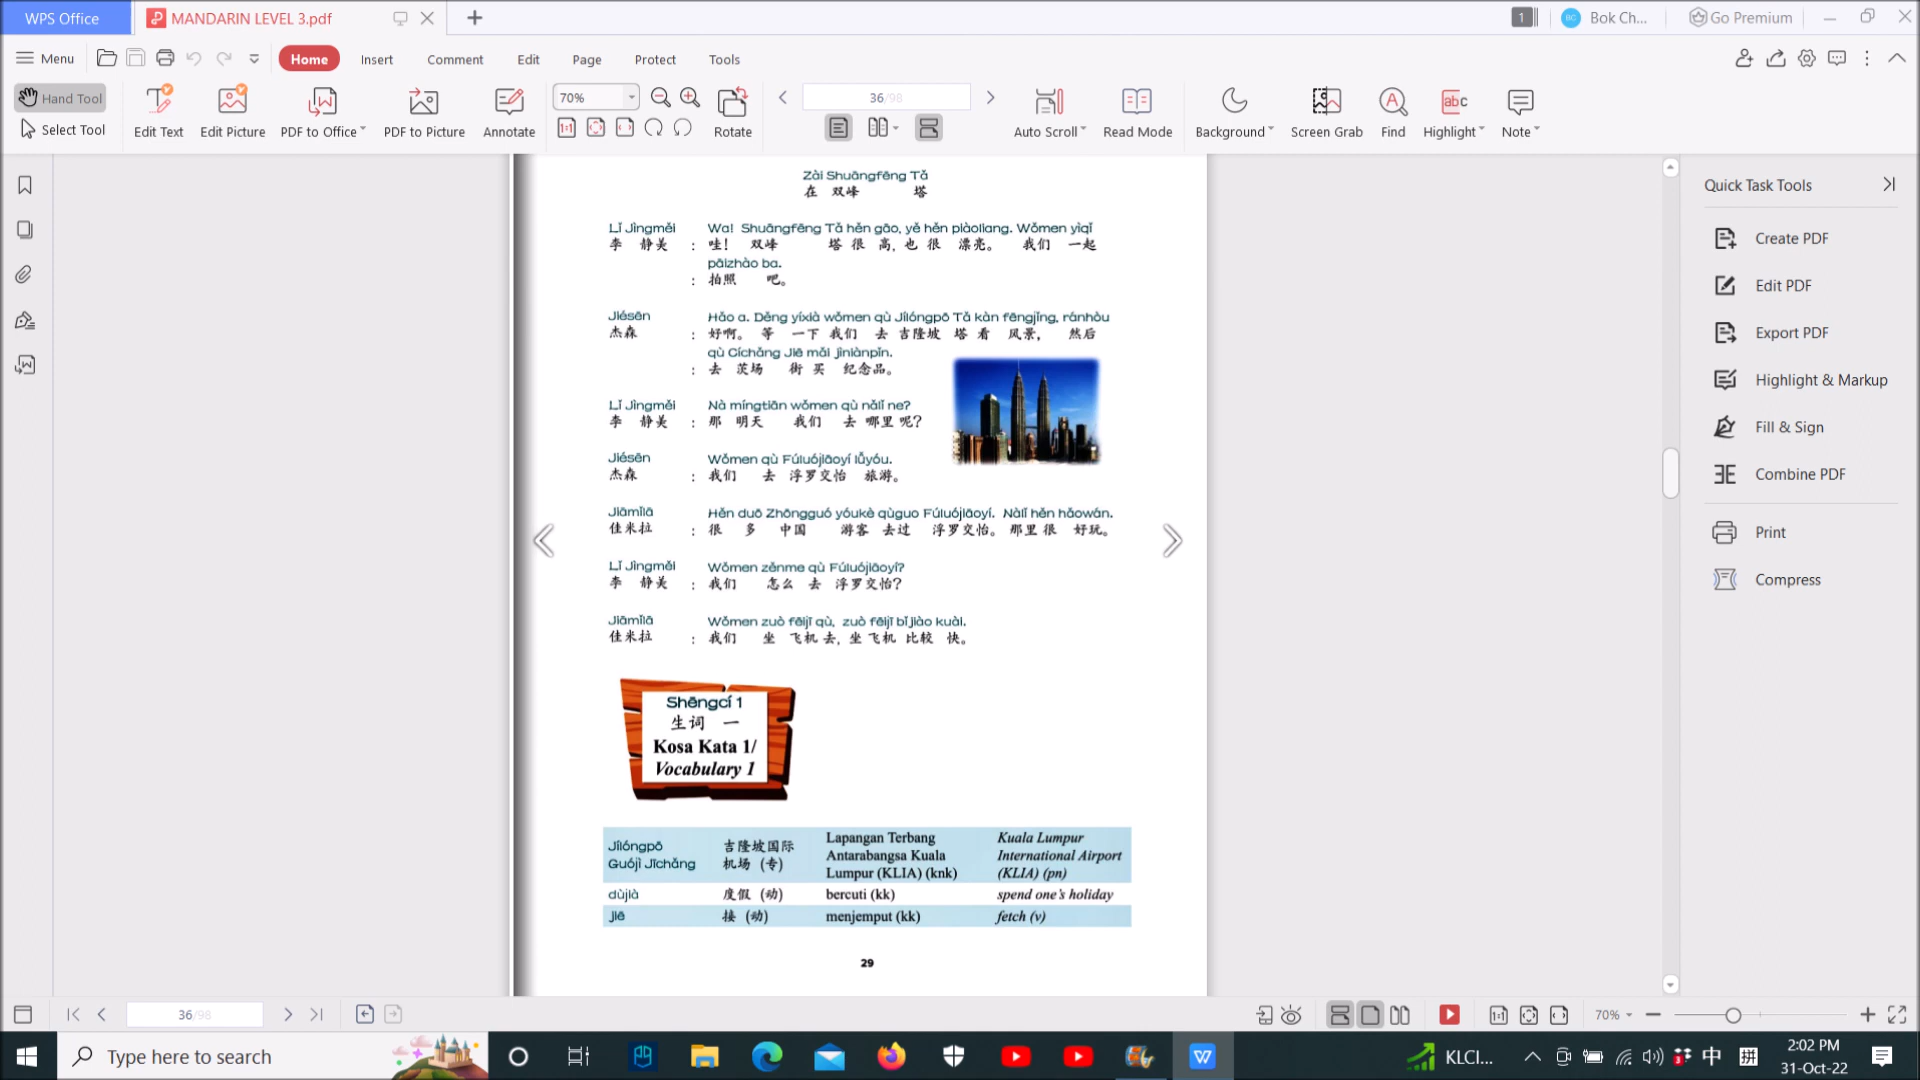 WPS Office
MANDARIN LEVEL 3.pdf
1
BC
Bok Ch...
Go Premium
Menu
Home
Insert
Comment
Edit
Page
Protect
Tools
Hand Tool
Select Tool
Edit Text
Edit Picture
PDF to Office
PDF to Picture
Annotate
70%
Rotate
36/98
Auto Scroll
Read Mode
Background
Screen Grab
Find
Highlight
Note
Zài Shuāngfēng Tǎ
在 双峰 塔
Lǐ Jìngměi Wa! Shuāngfēng Tǎ hěn gāo, yě hěn piàoliang. Wǒmen yìqǐ
李 静美 : 哇! 双峰 塔 很 高, 也 很 漂亮。 我们 一起
pāizhào ba.
: 拍照 吧。
Jiésēn Hǎo a. Děng yíxià wǒmen qù Jílóngpō Tǎ kàn fēngjǐng, ránhòu
杰森 : 好啊。 等 一下 我们 去 吉隆坡 塔 看 风景, 然后
qù Cíchǎng Jiē mǎi jìniànpǐn.
: 去 茨场 街 买 纪念品。
Lǐ Jìngměi Nà míngtiān wǒmen qù nǎlǐ ne?
李 静美 : 那 明天 我们 去 哪里 呢?
Jiésēn Wǒmen qù Fúluójiāoyí lǚyóu.
杰森 : 我们 去 浮罗交怡 旅游。
Jiāmǐlā Hěn duō Zhōngguó yóukè qùguo Fúluójiāoyí. Nàlǐ hěn hǎowán.
佳米拉 : 很 多 中国 游客 去过 浮罗交怡。 那里 很 好玩。
Lǐ Jìngměi Wǒmen zěnme qù Fúluójiāoyí?
李 静美 : 我们 怎么 去 浮罗交怡?
Jiāmǐlā Wǒmen zuò fēijī qù, zuò fēijī bǐjiào kuài.
佳米拉 : 我们 坐 飞机 去, 坐 飞机 比较 快。
Shēngcí 1
生词 一
Kosa Kata 1/
Vocabulary 1
Jílóngpō Guójì Jīchǎng 吉隆坡国际机场 (专) Lapangan Terbang Antarabangsa Kuala Lumpur (KLIA) (knk) Kuala Lumpur International Airport (KLIA) (pn)
dùjià 度假 (动) bercuti (kk) spend one's holiday
jiē 接 (动) menjemput (kk) fetch (v)
29
Quick Task Tools
Create PDF
Edit PDF
Export PDF
Highlight & Markup
Fill & Sign
Combine PDF
Print
Compress
36/98
70%
Type here to search
KLCI...
中
拼
2:02 PM
31-Oct-22